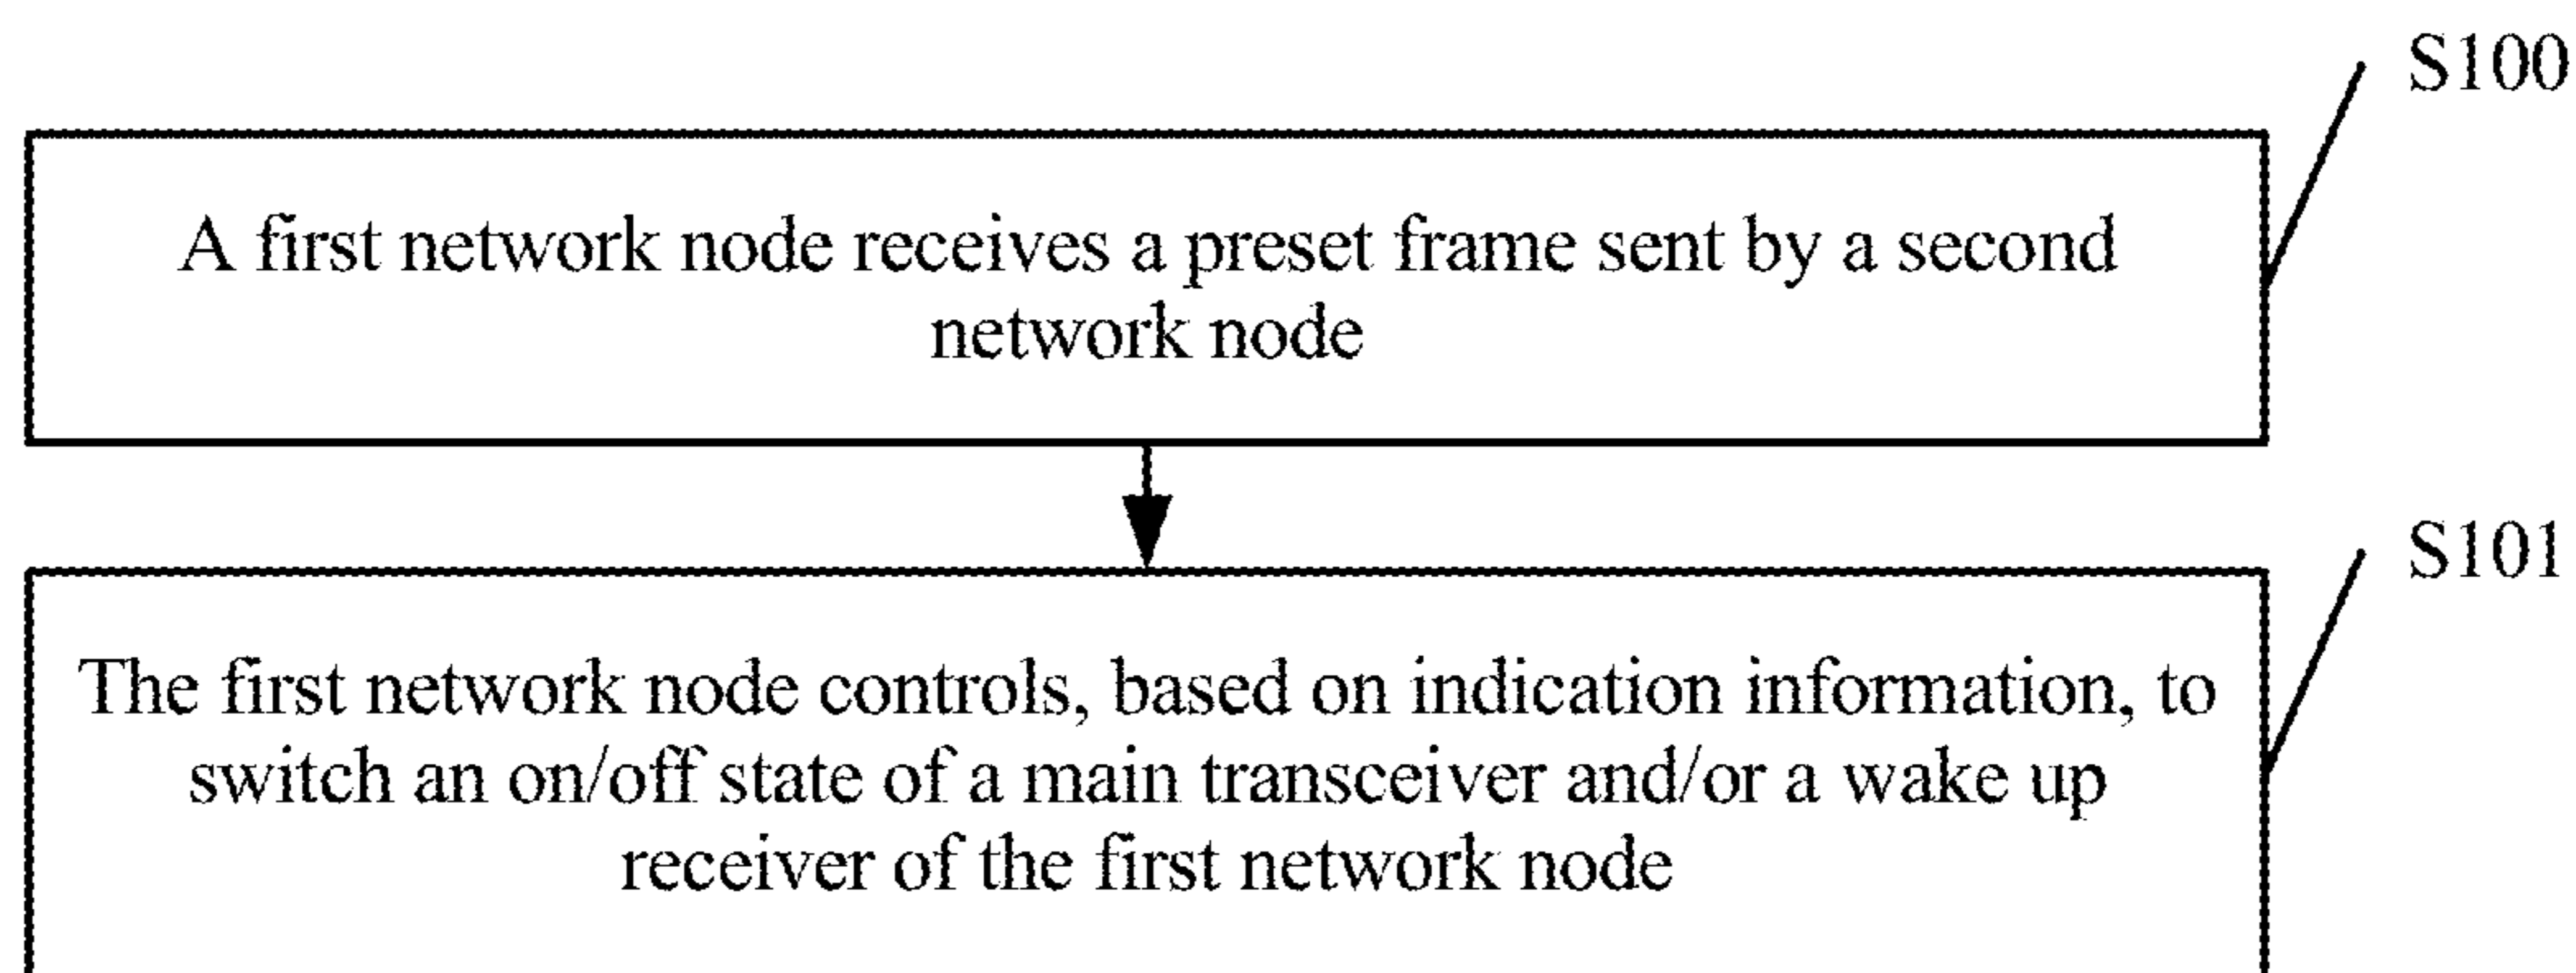 S100
A first network node receives a preset frame sent by a second
network node
S101
The first network node controls, based on indication information, to
switch an on/off state of a main transceiver and/or a wake up
receiver of the first network node